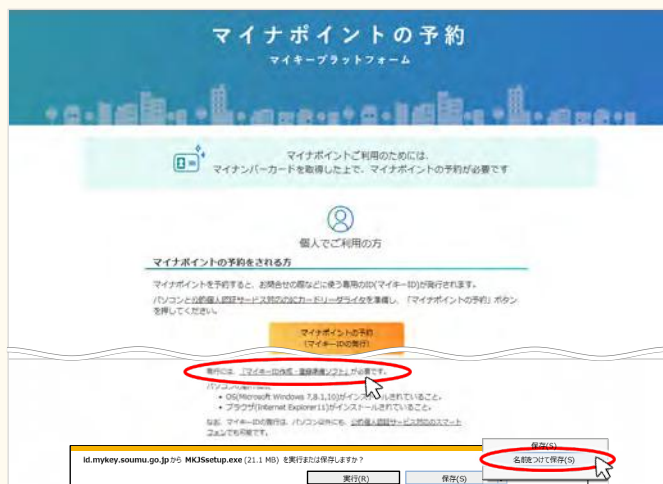 マイナポイントの予約
マイキープラットフォーム
マイナポイントご利用のためには、
マイナンバーカードを取得した上で、マイナポイントの予約が必要です
個人でご利用の方
マイナポイントの予約をされる方
マイナポイントを予約すると、お問合せの際などに使う専用のID(マイキーID)が発行されます。
パソコンと公的個人認証サービス対応のICカードリーダライタを準備し、「マイナポイントの予約」ボタン
を押してください。
マイナポイントの予約
(マイキーIDの発行)
発行には、「マイキーID作成・登録準備ソフト」が必要です。
• OS(Microsoft Windows 7,8.1,10)がインストールされていること。
• ブラウザ(Internet Explorer11)がインストールされていること。
なお、マイキーIDの発行は、パソコン以外にも、公的個人認証サービス対応のスマート
フォンでも可能です。
保存(S)
名前をつけて保存(S)
id.mykey.soumu.go.jp から MKJSsetup.exe (21.1 MB) を実行または保存しますか?
実行(R)
保存(S)